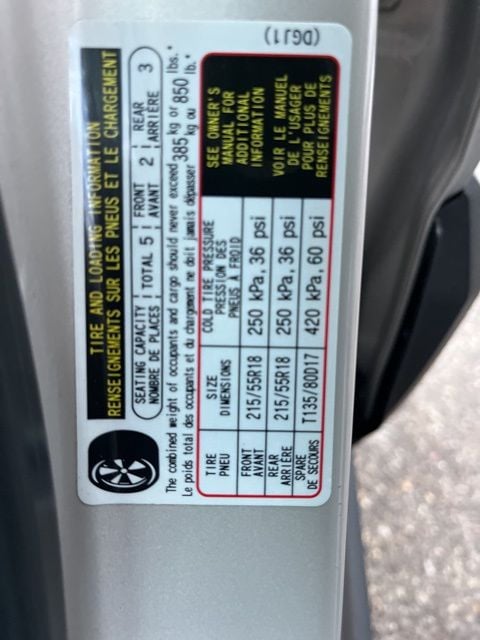 TIRE AND LOADING INFORMATION
RENSEIGNEMENTS SUR LES PNEUS ET LE CHARGEMENT
SEATING CAPACITY TOTAL 5 FRONT 2 REAR 3
NOMBRE DE PLACES AVANT ARRIÈRE
The combined weight of occupants and cargo should never exceed 385 kg or 850 lbs.*
Le poids total des occupants et du chargement ne doit jamais dépasser kg ou lb.*
TIRE SIZE COLD TIRE PRESSURE
PNEU DIMENSIONS PRESSION DES
PNEUS À FROID
FRONT 215/55R18 250 kPa, 36 psi
AVANT
REAR 215/55R18 250 kPa, 36 psi
ARRIÈRE
SPARE T135/80D17 420 kPa, 60 psi
DE SECOURS
SEE OWNER'S
MANUAL FOR
ADDITIONAL
INFORMATION
VOIR LE MANUEL
DE L'USAGER
POUR PLUS DE
RENSEIGNEMENTS
(DGJ1)